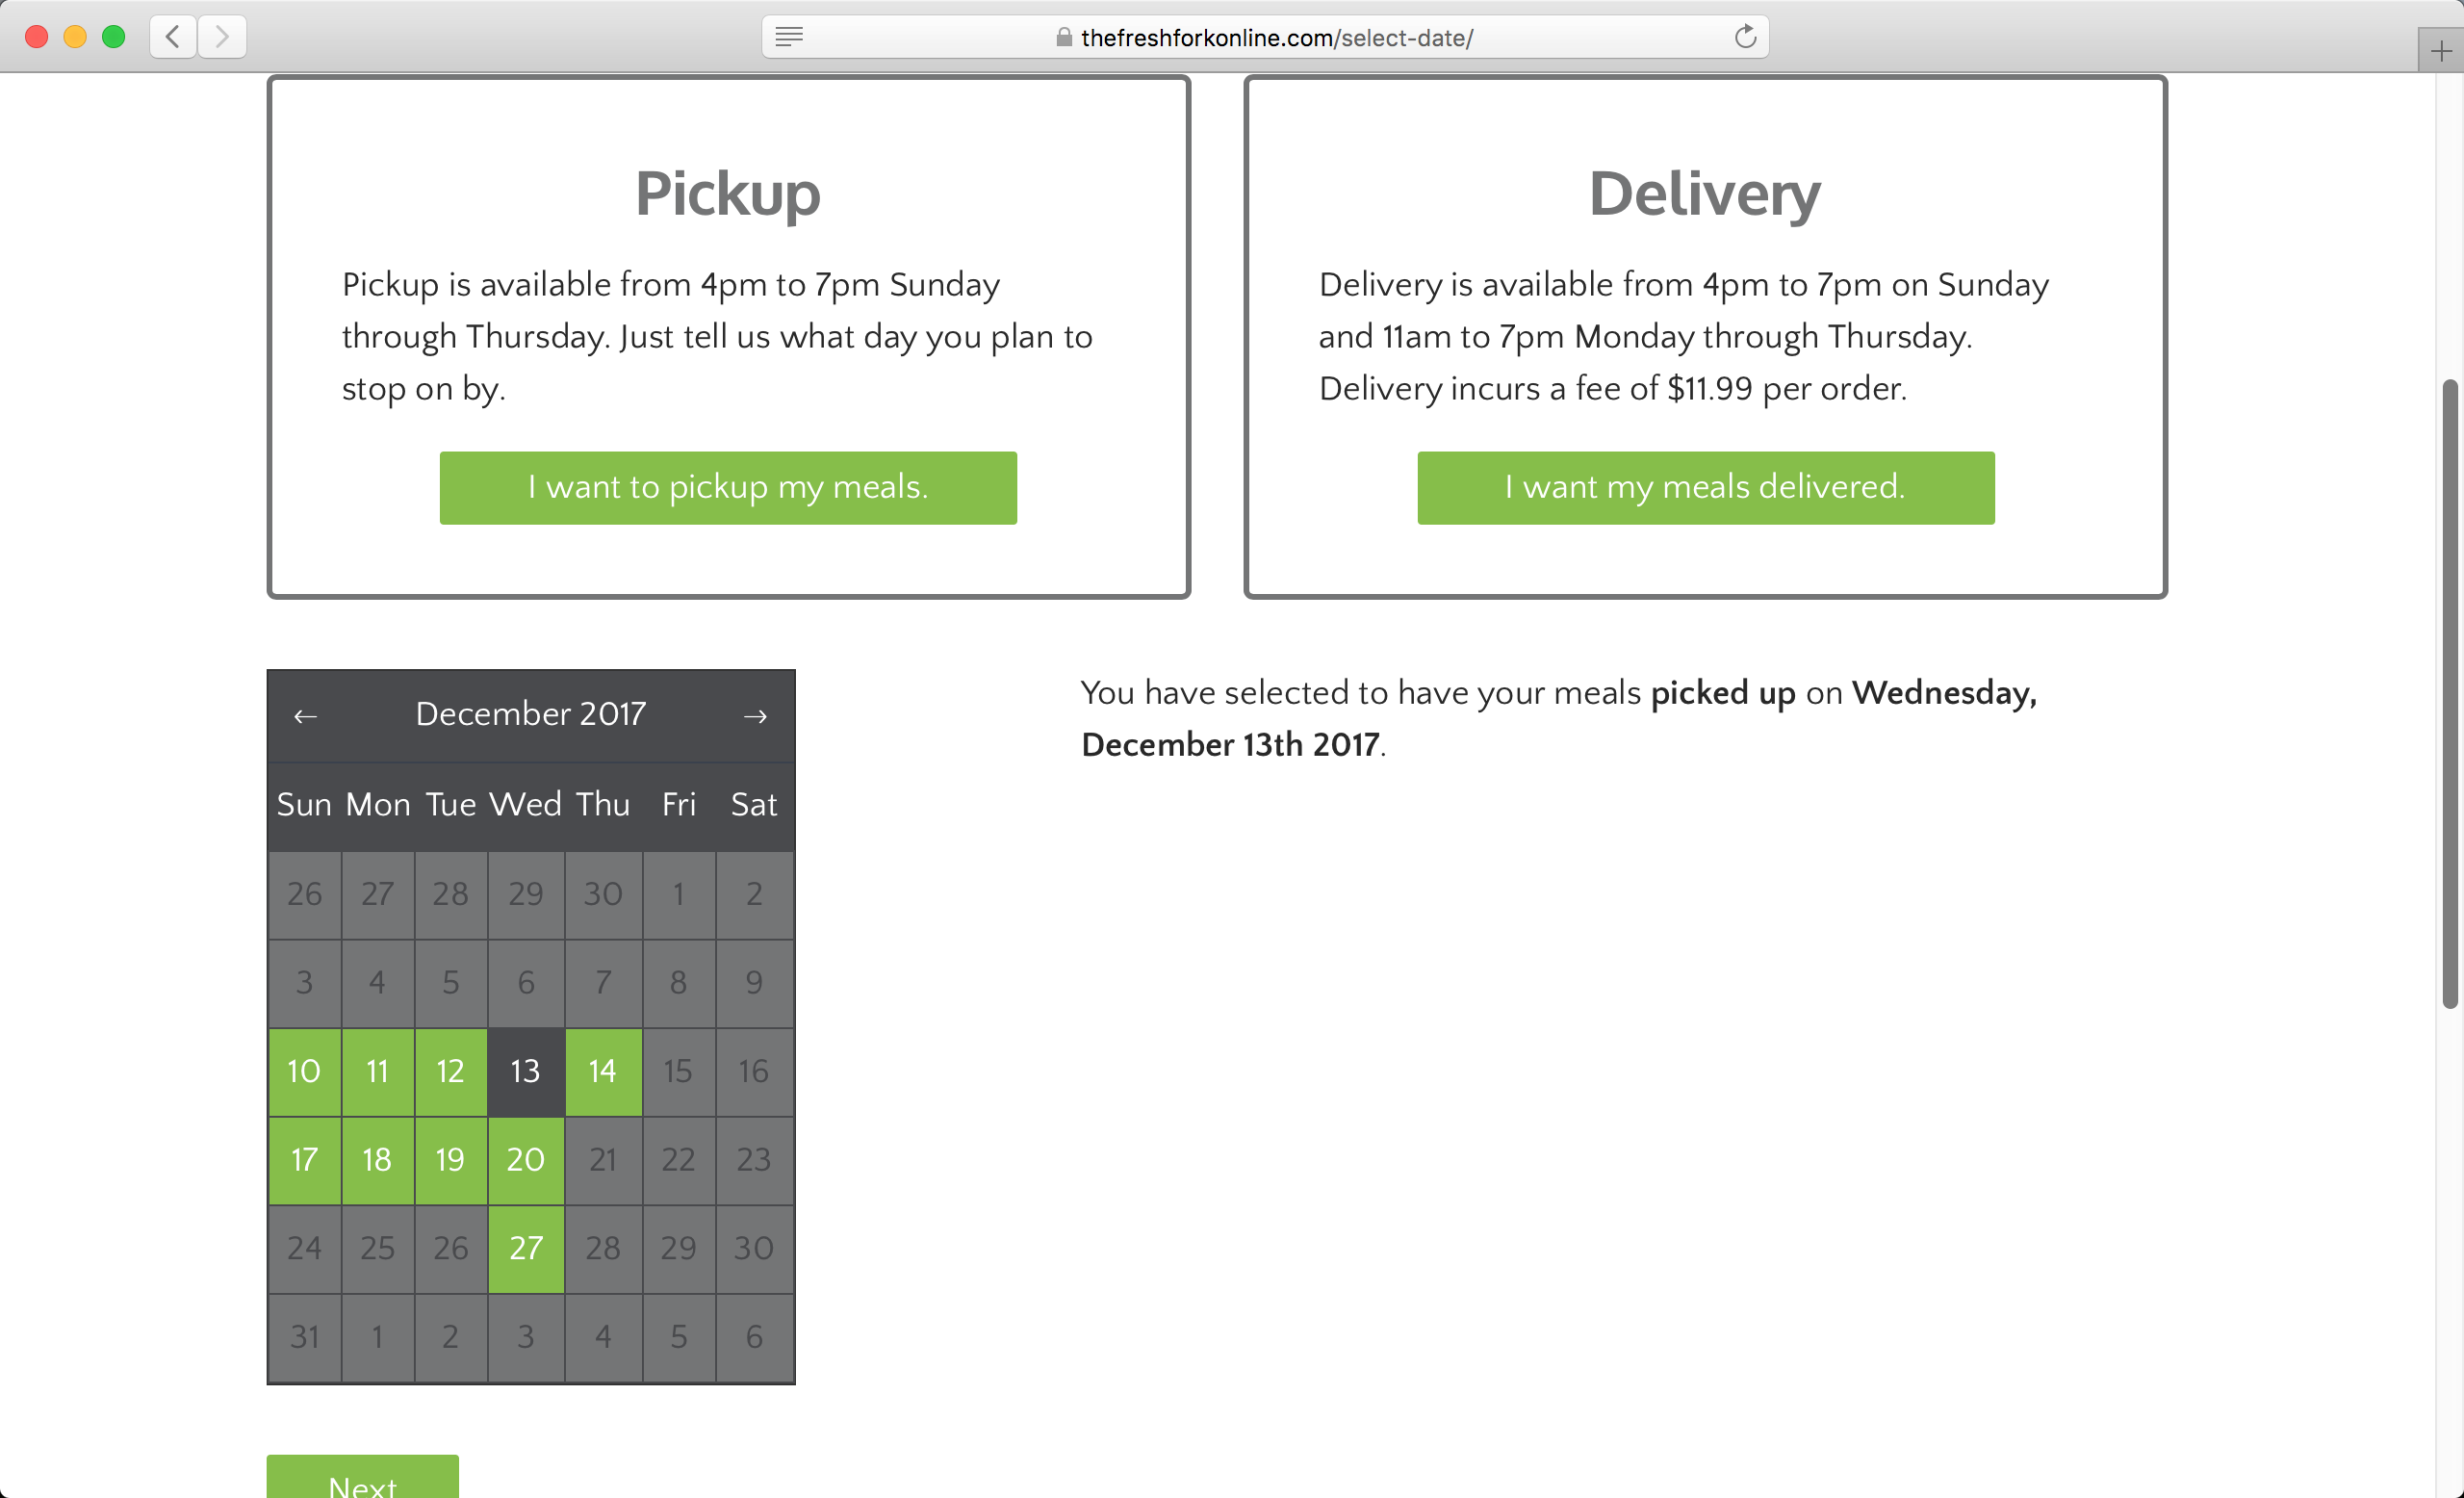 thefreshforkonline.com/select-date/
Pickup
Pickup is available from 4pm to 7pm Sunday
through Thursday. Just tell us what day you plan to
stop on by.
I want to pickup my meals.
Delivery
Delivery is available from 4pm to 7pm on Sunday
and 11am to 7pm Monday through Thursday.
Delivery incurs a fee of $11.99 per order.
I want my meals delivered.
← December 2017 →
Sun Mon Tue Wed Thu Fri Sat
26 27 28 29 30 1 2
3 4 5 6 7 8 9
10 11 12 13 14 15 16
17 18 19 20 21 22 23
24 25 26 27 28 29 30
31 1 2 3 4 5 6
You have selected to have your meals picked up on Wednesday,
December 13th 2017.
Next